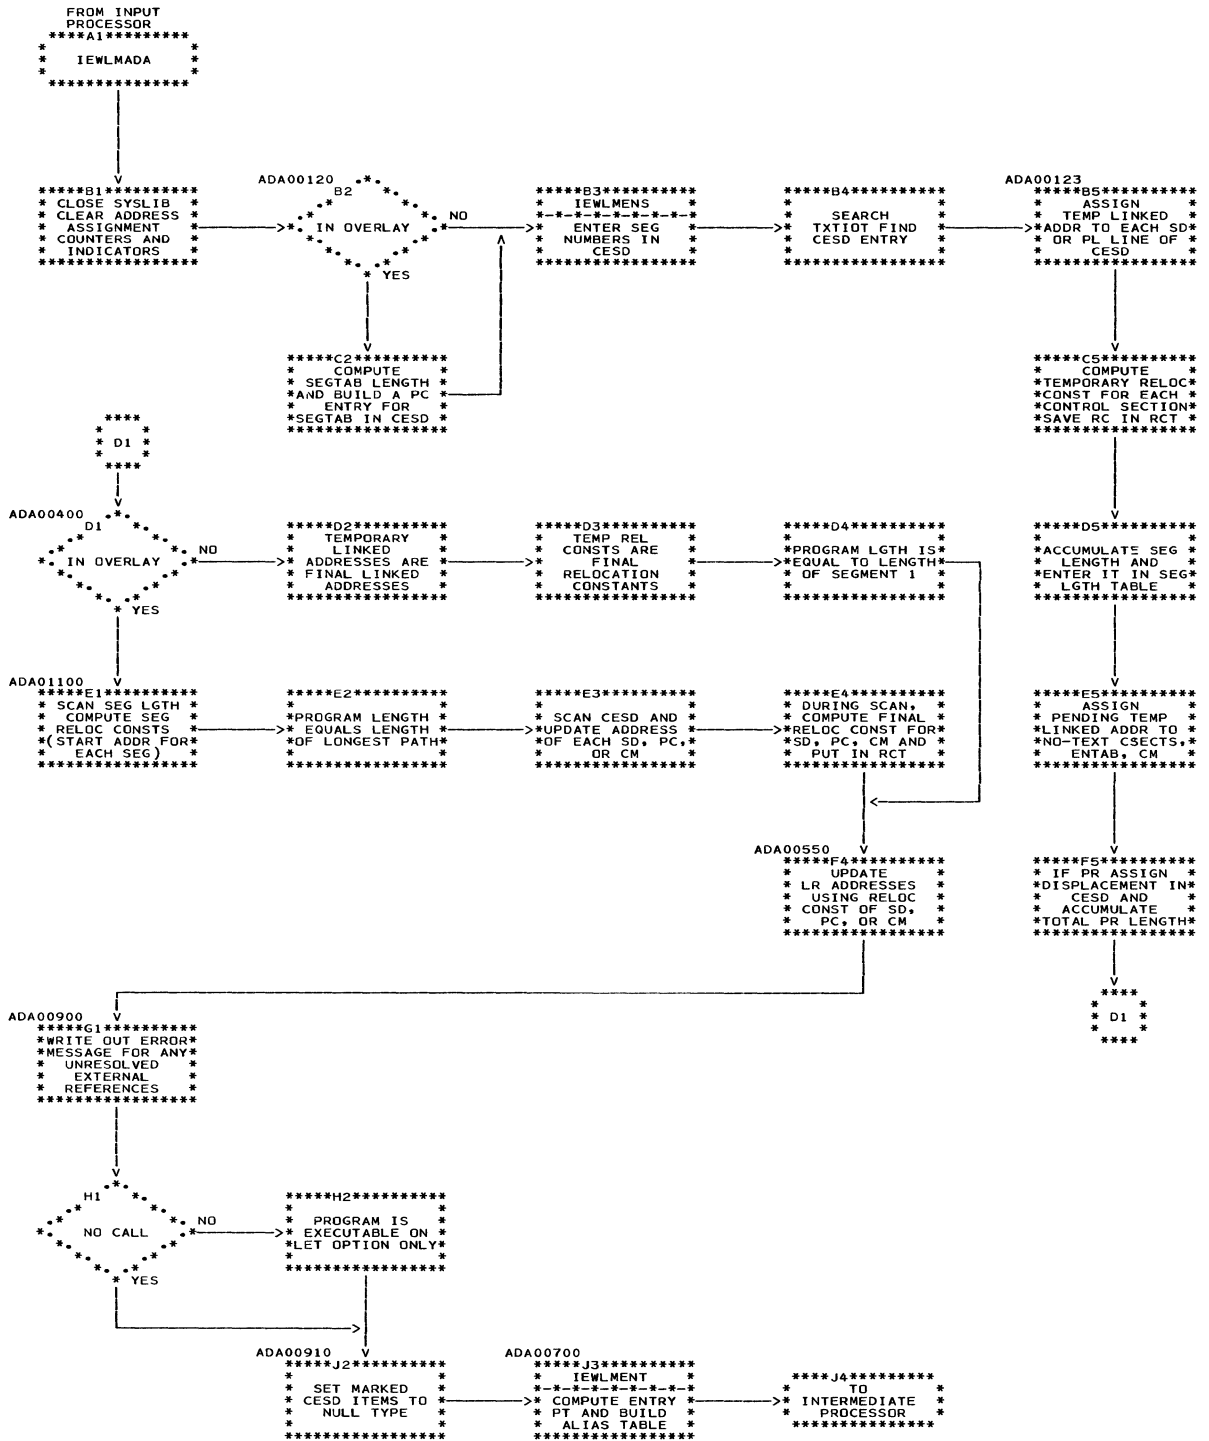 FROM INPUT
PROCESSOR
****A1*********
IEWLMADA
*****B1**********
CLOSE SYSLIB
CLEAR ADDRESS
ASSIGNMENT
COUNTERS AND
INDICATORS
ADA00120
B2
IN OVERLAY
NO
YES
*****B3**********
IEWLMENS
*-*-*-*-*-*-*-*-*
ENTER SEG
NUMBERS IN
CESD
*****B4**********
SEARCH
TXTIOT FIND
CESD ENTRY
ADA00123
*****B5**********
ASSIGN
TEMP LINKED
ADDR TO EACH SD
OR PL LINE OF
CESD
*****C2**********
COMPUTE
SEGTAB LENGTH
AND BUILD A PC
ENTRY FOR
SEGTAB IN CESD
*****C5**********
COMPUTE
TEMPORARY RELOC
CONST FOR EACH
CONTROL SECTION
SAVE RC IN RCT
****
* D1 *
****
ADA00400
D1
IN OVERLAY
NO
YES
*****D2**********
TEMPORARY
LINKED
ADDRESSES ARE
FINAL LINKED
ADDRESSES
*****D3**********
TEMP REL
CONSTS ARE
FINAL
RELOCATION
CONSTANTS
*****D4**********
PROGRAM LGTH IS
EQUAL TO LENGTH
OF SEGMENT 1
*****D5**********
ACCUMULATE SEG
LENGTH AND
ENTER IT IN SEG
LGTH TABLE
ADA01100
*****E1**********
SCAN SEG LGTH
COMPUTE SEG
RELOC CONSTS
(START ADDR FOR
EACH SEG)
*****E2**********
PROGRAM LENGTH
EQUALS LENGTH
OF LONGEST PATH
*****E3**********
SCAN CESD AND
UPDATE ADDRESS
OF EACH SD, PC,
OR CM
*****E4**********
DURING SCAN,
COMPUTE FINAL
RELOC CONST FOR
SD, PC, CM AND
PUT IN RCT
*****E5**********
ASSIGN
PENDING TEMP
LINKED ADDR TO
NO-TEXT CSECTS,
ENTAB, CM
ADA00550
*****F4**********
UPDATE
LR ADDRESSES
USING RELOC
CONST OF SD,
PC, OR CM
*****F5**********
IF PR ASSIGN
DISPLACEMENT IN
CESD AND
ACCUMULATE
TOTAL PR LENGTH
****
* D1 *
****
ADA00900
*****G1**********
WRITE OUT ERROR
MESSAGE FOR ANY
UNRESOLVED
EXTERNAL
REFERENCES
H1
NO CALL
NO
YES
*****H2**********
PROGRAM IS
EXECUTABLE ON
LET OPTION ONLY
ADA00910
*****J2**********
SET MARKED
CESD ITEMS TO
NULL TYPE
ADA00700
*****J3**********
IEWLMENT
*-*-*-*-*-*-*-*-*
COMPUTE ENTRY
PT AND BUILD
ALIAS TABLE
****J4*********
TO
INTERMEDIATE
PROCESSOR